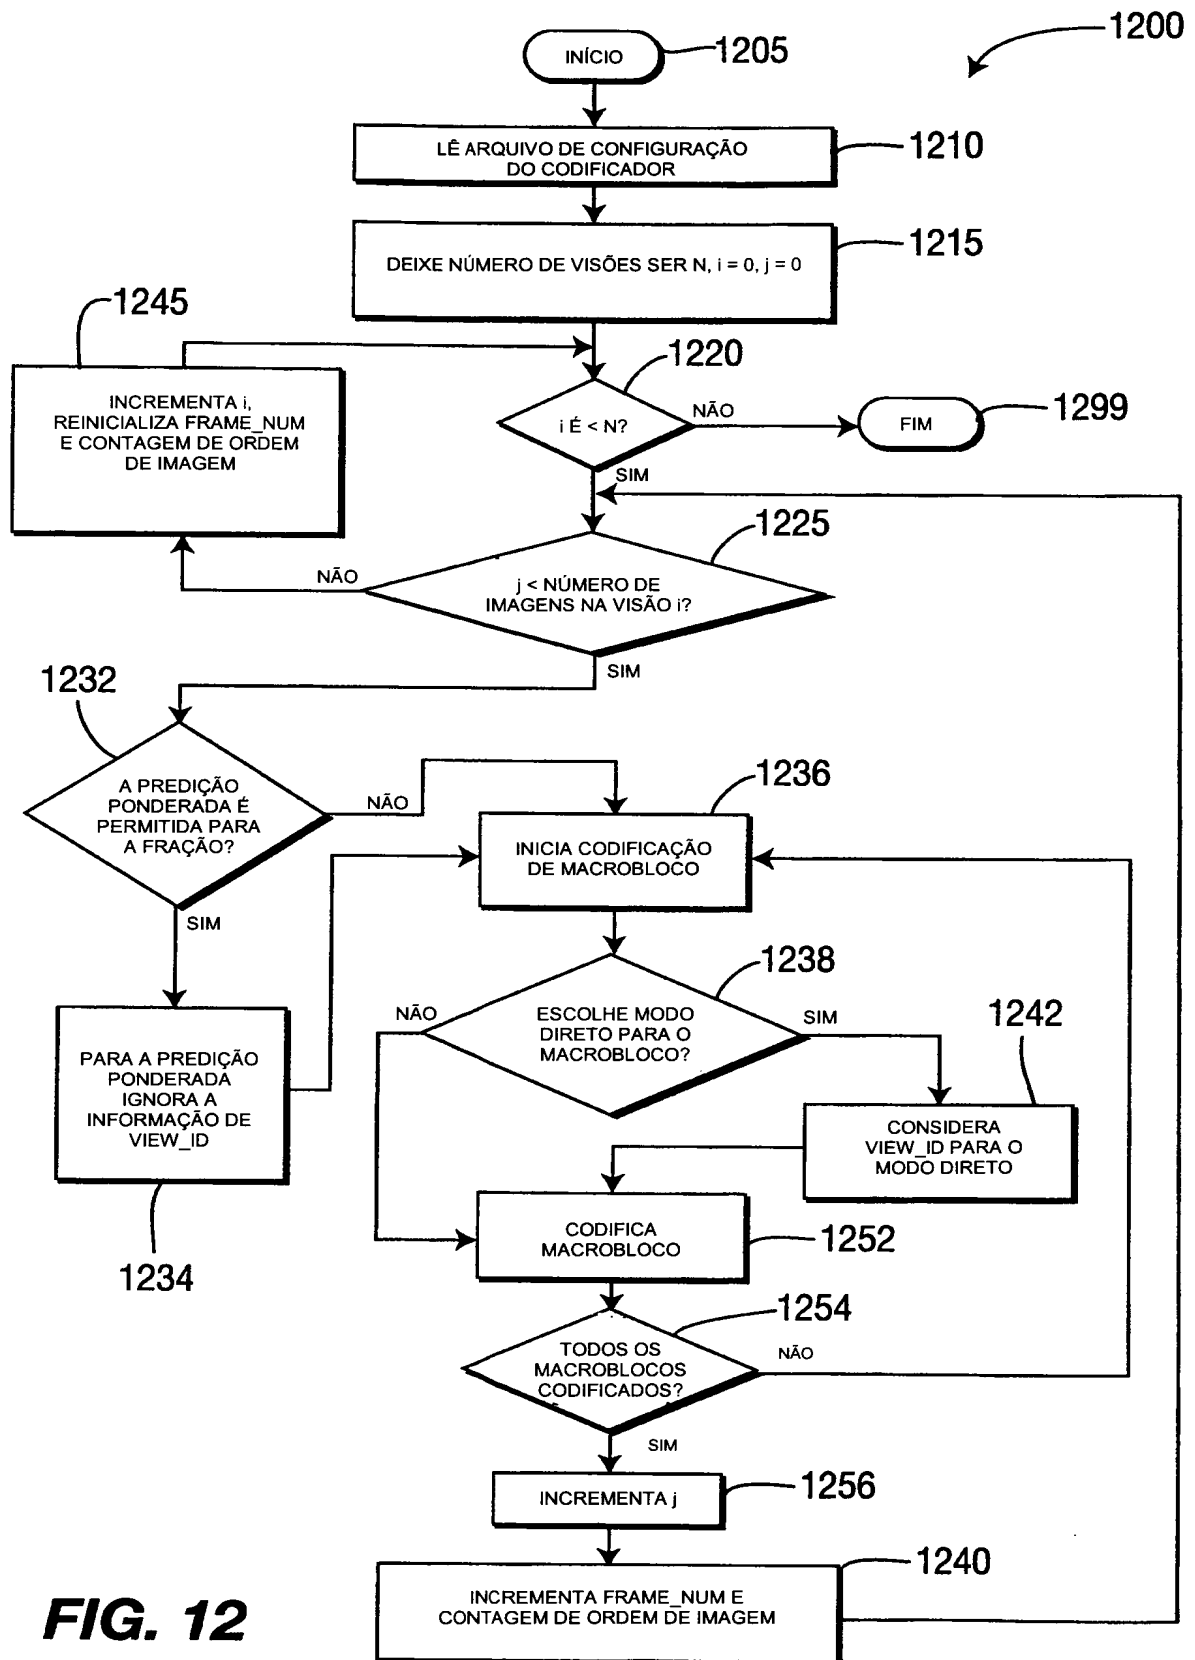 1200
INÍCIO
1205
LÊ ARQUIVO DE CONFIGURAÇÃO
DO CODIFICADOR
1210
DEIXE NÚMERO DE VISÕES SER N, i = 0, j = 0
1215
1245
INCREMENTA i,
REINICIALIZA FRAME_NUM
E CONTAGEM DE ORDEM
DE IMAGEM
1220
i É < N?
NÃO
FIM
1299
SIM
1225
NÃO
j < NÚMERO DE
IMAGENS NA VISÃO i?
SIM
1232
A PREDIÇÃO
PONDERADA É
PERMITIDA PARA
A FRAÇÃO?
NÃO
SIM
1236
INICIA CODIFICAÇÃO
DE MACROBLOCO
1238
NÃO
ESCOLHE MODO
DIRETO PARA O
MACROBLOCO?
SIM
1242
PARA A PREDIÇÃO
PONDERADA
IGNORA A
INFORMAÇÃO DE
VIEW_ID
1234
CONSIDERA
VIEW_ID PARA O
MODO DIRETO
CODIFICA
MACROBLOCO
1252
1254
TODOS OS
MACROBLOCOS
CODIFICADOS?
NÃO
SIM
INCREMENTA j
1256
INCREMENTA FRAME_NUM E
CONTAGEM DE ORDEM DE IMAGEM
1240
FIG. 12